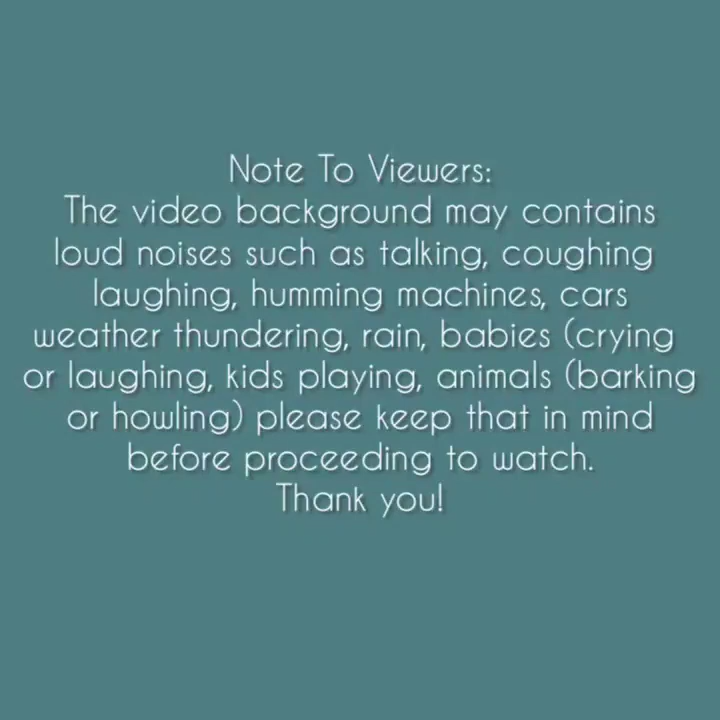 Note To Viewers:
The video background may contains
loud noises such as talking, coughing
laughing, humming machines, cars
weather thundering, rain, babies (crying
or laughing, kids playing, animals (barking
or howling) please keep that in mind
before proceeding to watch.
Thank you!